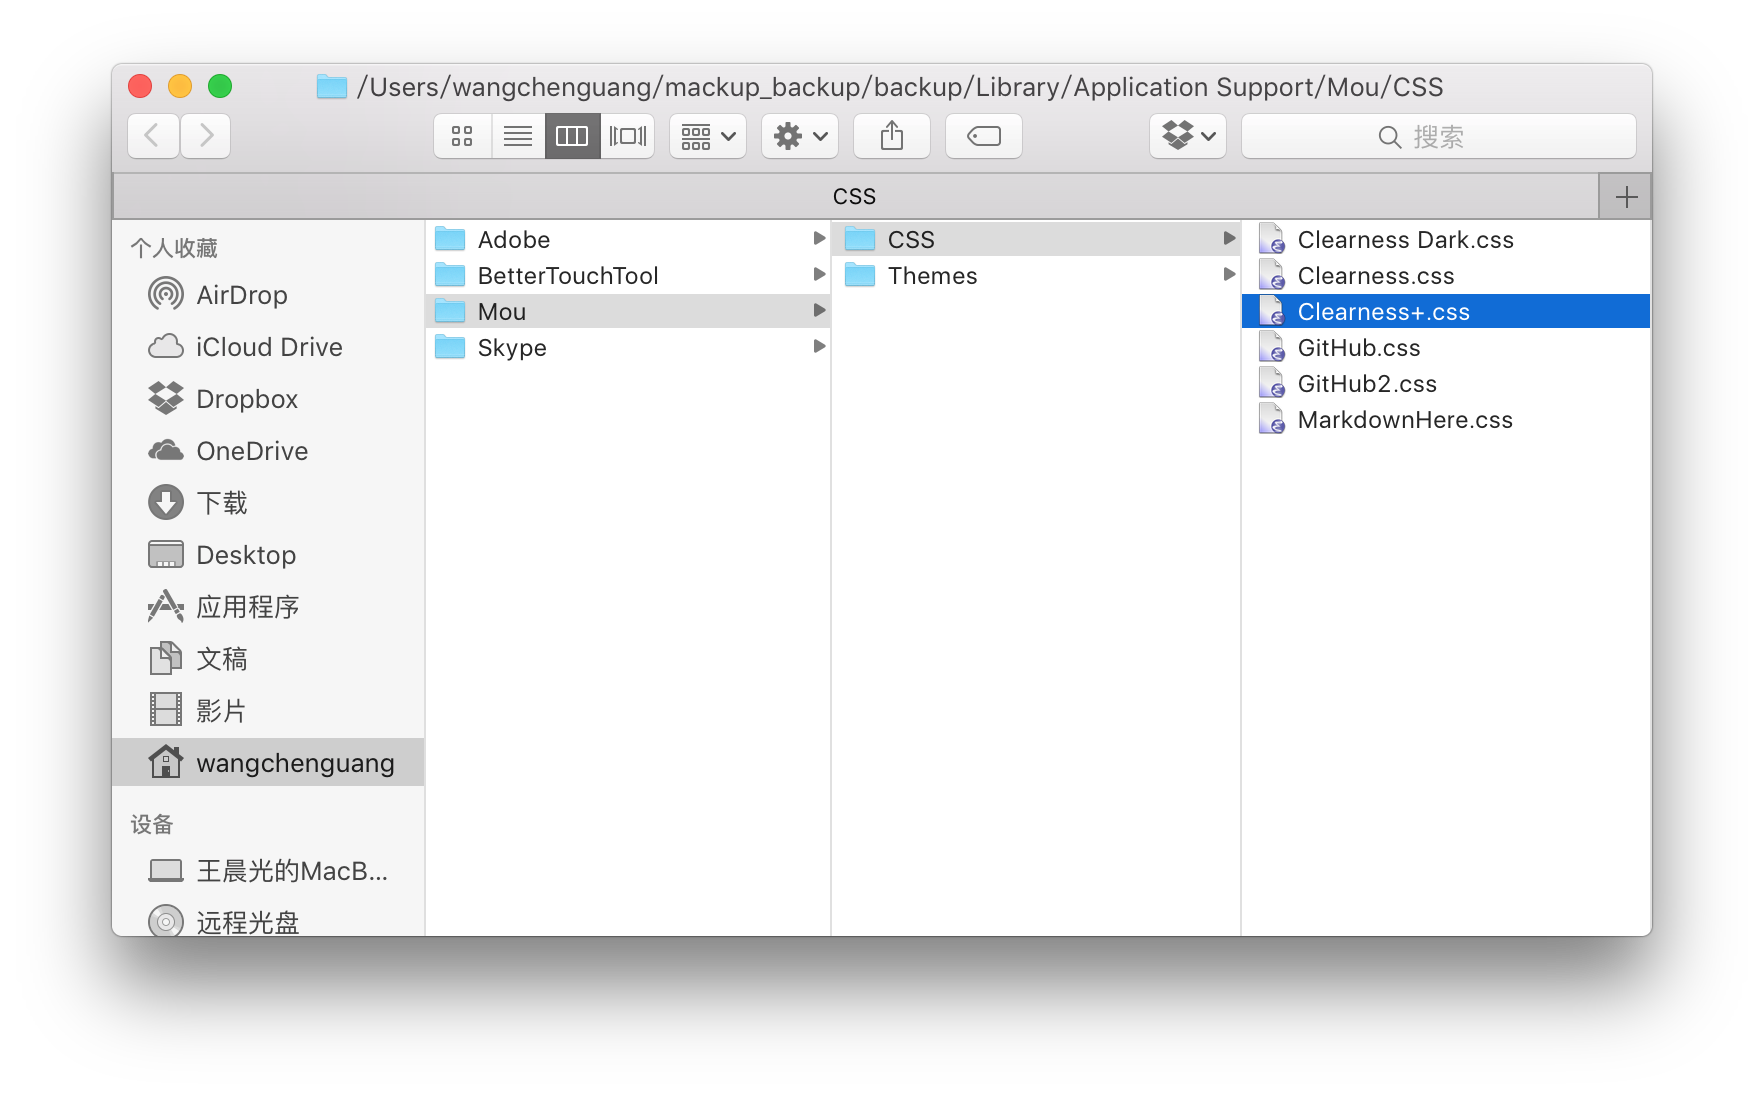 /Users/wangchenguang/mackup_backup/backup/Library/Application Support/Mou/CSS
搜索
CSS
个人收藏
AirDrop
iCloud Drive
Dropbox
OneDrive
下载
Desktop
应用程序
文稿
影片
wangchenguang
设备
王晨光的MacB...
远程光盘
Adobe
BetterTouchTool
Mou
Skype
CSS
Themes
Clearness Dark.css
Clearness.css
Clearness+.css
GitHub.css
GitHub2.css
MarkdownHere.css